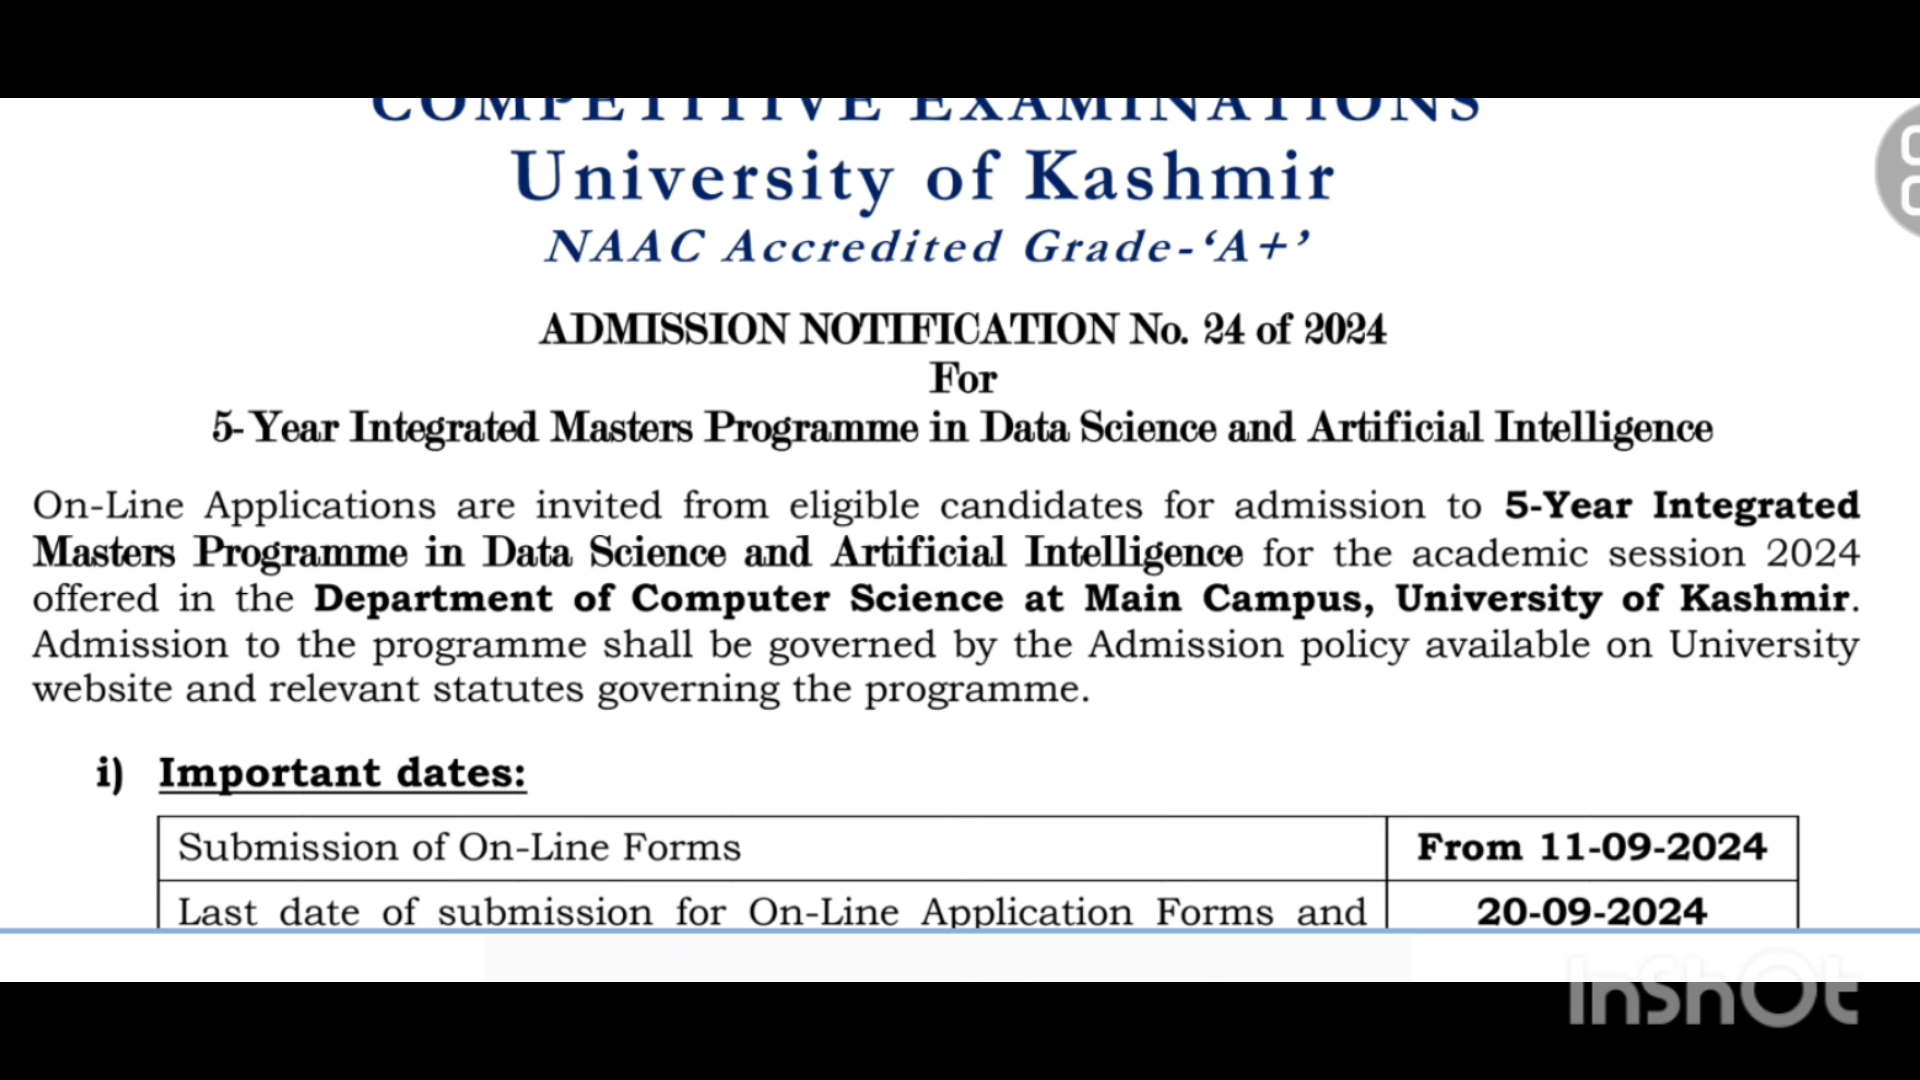 COMPETITIVE EXAMINATIONS
University of Kashmir
NAAC Accredited Grade-‘A+’
ADMISSION NOTIFICATION No. 24 of 2024
For
5-Year Integrated Masters Programme in Data Science and Artificial Intelligence
On-Line Applications are invited from eligible candidates for admission to 5-Year Integrated
Masters Programme in Data Science and Artificial Intelligence for the academic session 2024
offered in the Department of Computer Science at Main Campus, University of Kashmir.
Admission to the programme shall be governed by the Admission policy available on University
website and relevant statutes governing the programme.
i) Important dates:
Submission of On-Line Forms From 11-09-2024
Last date of submission for On-Line Application Forms and 20-09-2024
InShOt